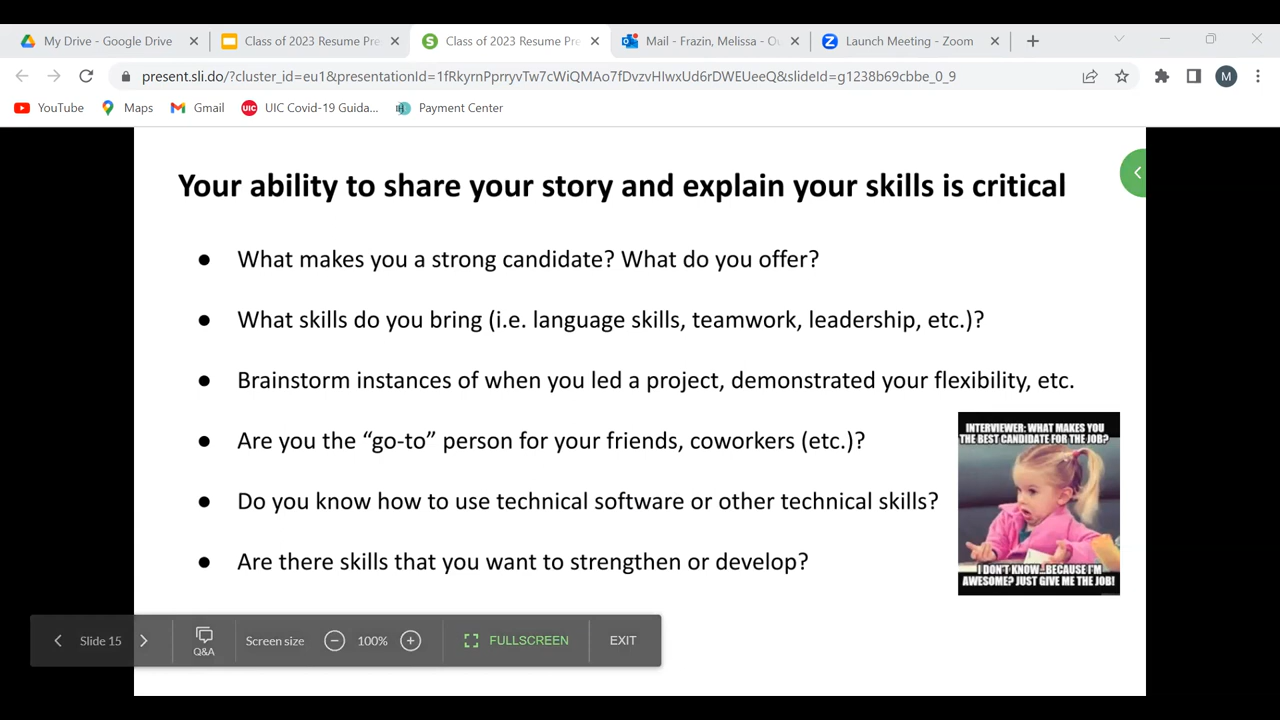 My Drive - Google Drive
Class of 2023 Resume Pre
Class of 2023 Resume Pre
Mail - Frazin, Melissa - Ou
Launch Meeting - Zoom
present.sli.do/?cluster_id=eu1&presentationId=1fRkyrnPprryvTw7cWiQMAo7fDvzvHIwxUd6rDWEUeeQ&slideId=g1238b69cbbe_0_9
M
YouTube
Maps
Gmail
UIC
UIC Covid-19 Guida...
Payment Center
Your ability to share your story and explain your skills is critical
● What makes you a strong candidate? What do you offer?
● What skills do you bring (i.e. language skills, teamwork, leadership, etc.)?
● Brainstorm instances of when you led a project, demonstrated your flexibility, etc.
● Are you the “go-to” person for your friends, coworkers (etc.)?
● Do you know how to use technical software or other technical skills?
● Are there skills that you want to strengthen or develop?
INTERVIEWER: WHAT MAKES YOU
THE BEST CANDIDATE FOR THE JOB?
I DON'T KNOW...BECAUSE I'M
AWESOME? JUST GIVE ME THE JOB!
Slide 15
Q&A
Screen size
100%
FULLSCREEN
EXIT